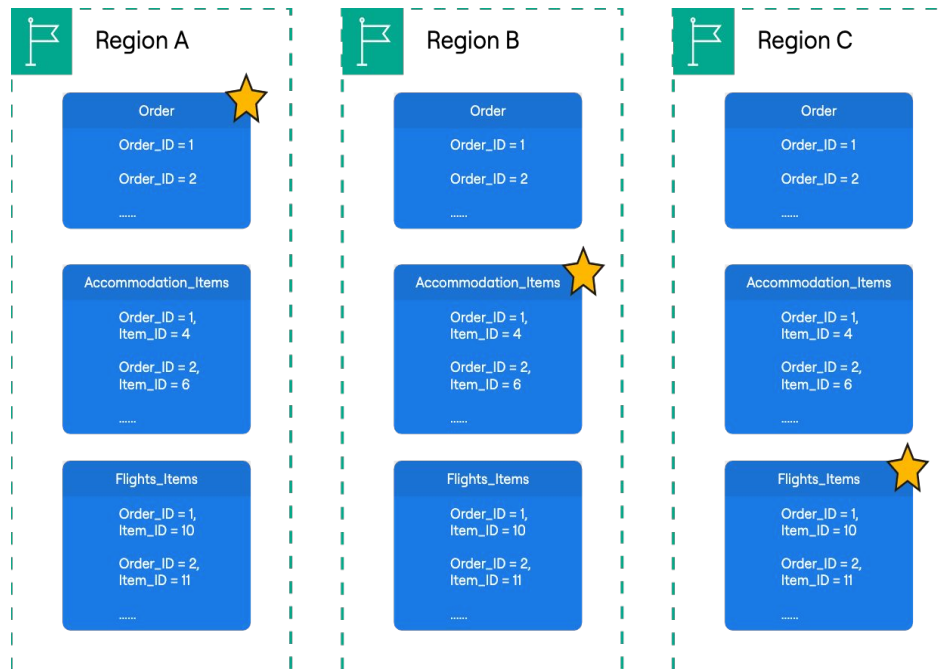 Region A
Order
Order_ID = 1
Order_ID = 2
......
Accommodation_Items
Order_ID = 1,
Item_ID = 4
Order_ID = 2,
Item_ID = 6
......
Flights_Items
Order_ID = 1,
Item_ID = 10
Order_ID = 2,
Item_ID = 11
......
Region B
Order
Order_ID = 1
Order_ID = 2
......
Accommodation_Items
Order_ID = 1,
Item_ID = 4
Order_ID = 2,
Item_ID = 6
......
Flights_Items
Order_ID = 1,
Item_ID = 10
Order_ID = 2,
Item_ID = 11
......
Region C
Order
Order_ID = 1
Order_ID = 2
......
Accommodation_Items
Order_ID = 1,
Item_ID = 4
Order_ID = 2,
Item_ID = 6
......
Flights_Items
Order_ID = 1,
Item_ID = 10
Order_ID = 2,
Item_ID = 11
......